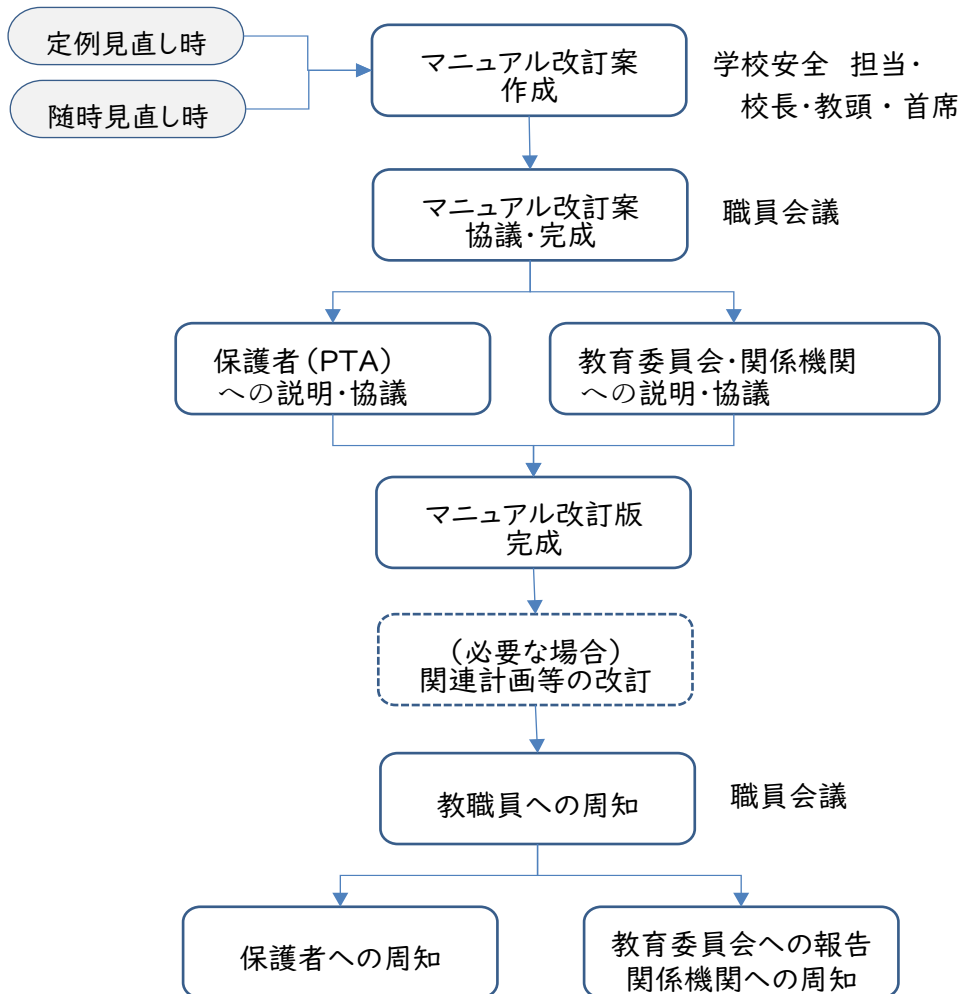 定例見直し時
随時見直し時
マニュアル改訂案
作成
学校安全 担当・
校長・教頭・首席
マニュアル改訂案
協議・完成
職員会議
保護者(PTA)
への説明・協議
教育委員会・関係機関
への説明・協議
マニュアル改訂版
完成
(必要な場合)
関連計画等の改訂
教職員への周知
職員会議
保護者への周知
教育委員会への報告
関係機関への周知